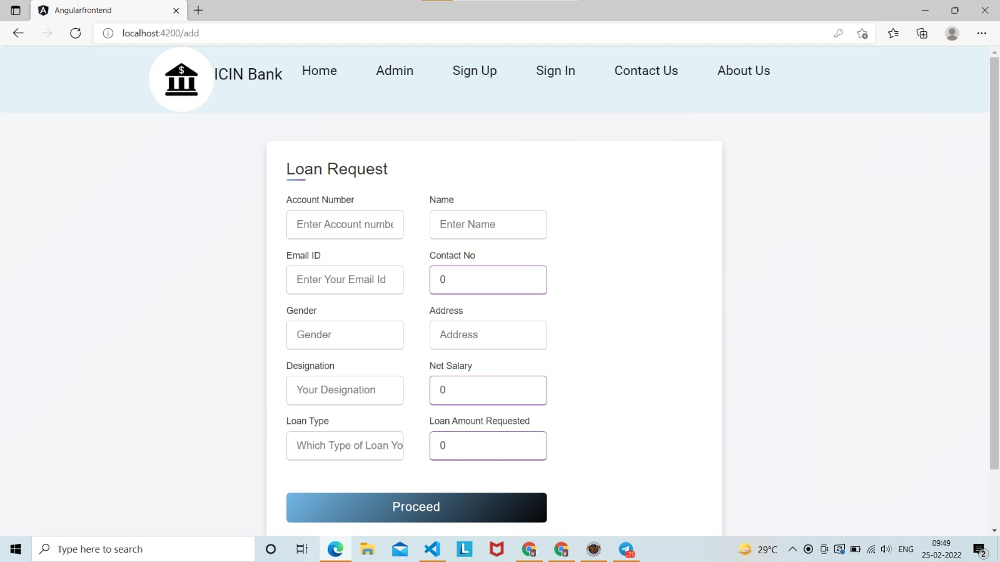 Angularfrontend
localhost:4200/add
$
ICIN Bank
Home
Admin
Sign Up
Sign In
Contact Us
About Us
Loan Request
Account Number
Name
Enter Account numbe
Enter Name
Email ID
Contact No
Enter Your Email Id
0
Gender
Address
Gender
Address
Designation
Net Salary
Your Designation
0
Loan Type
Loan Amount Requested
Which Type of Loan Yo
0
Proceed
Type here to search
L
71
29°C
ENG
09:49
25-02-2022
2